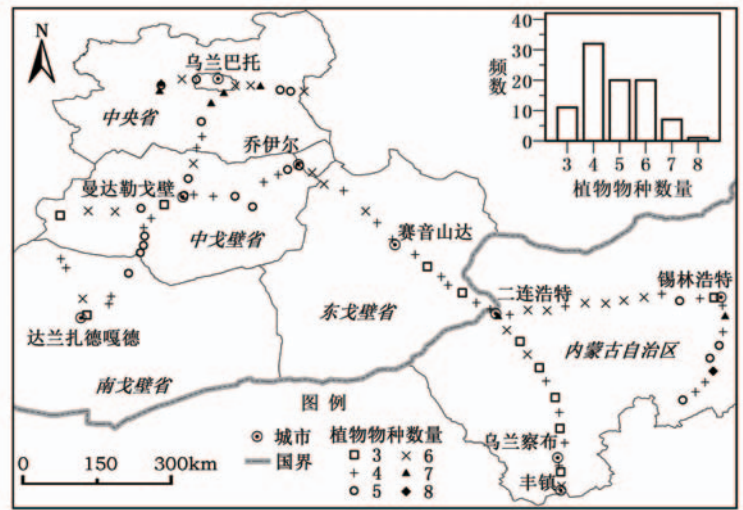 N
乌兰巴托
中央省
乔伊尔
曼达勒戈壁
中戈壁省
赛音山达
二连浩特
锡林浩特
达兰扎德嘎德
东戈壁省
内蒙古自治区
南戈壁省
乌兰察布
丰镇
频数
40
30
20
10
0
3 4 5 6 7 8
植物物种数量
图例
城市
国界
植物物种数量
3 6
4 7
5 8
0 150 300km